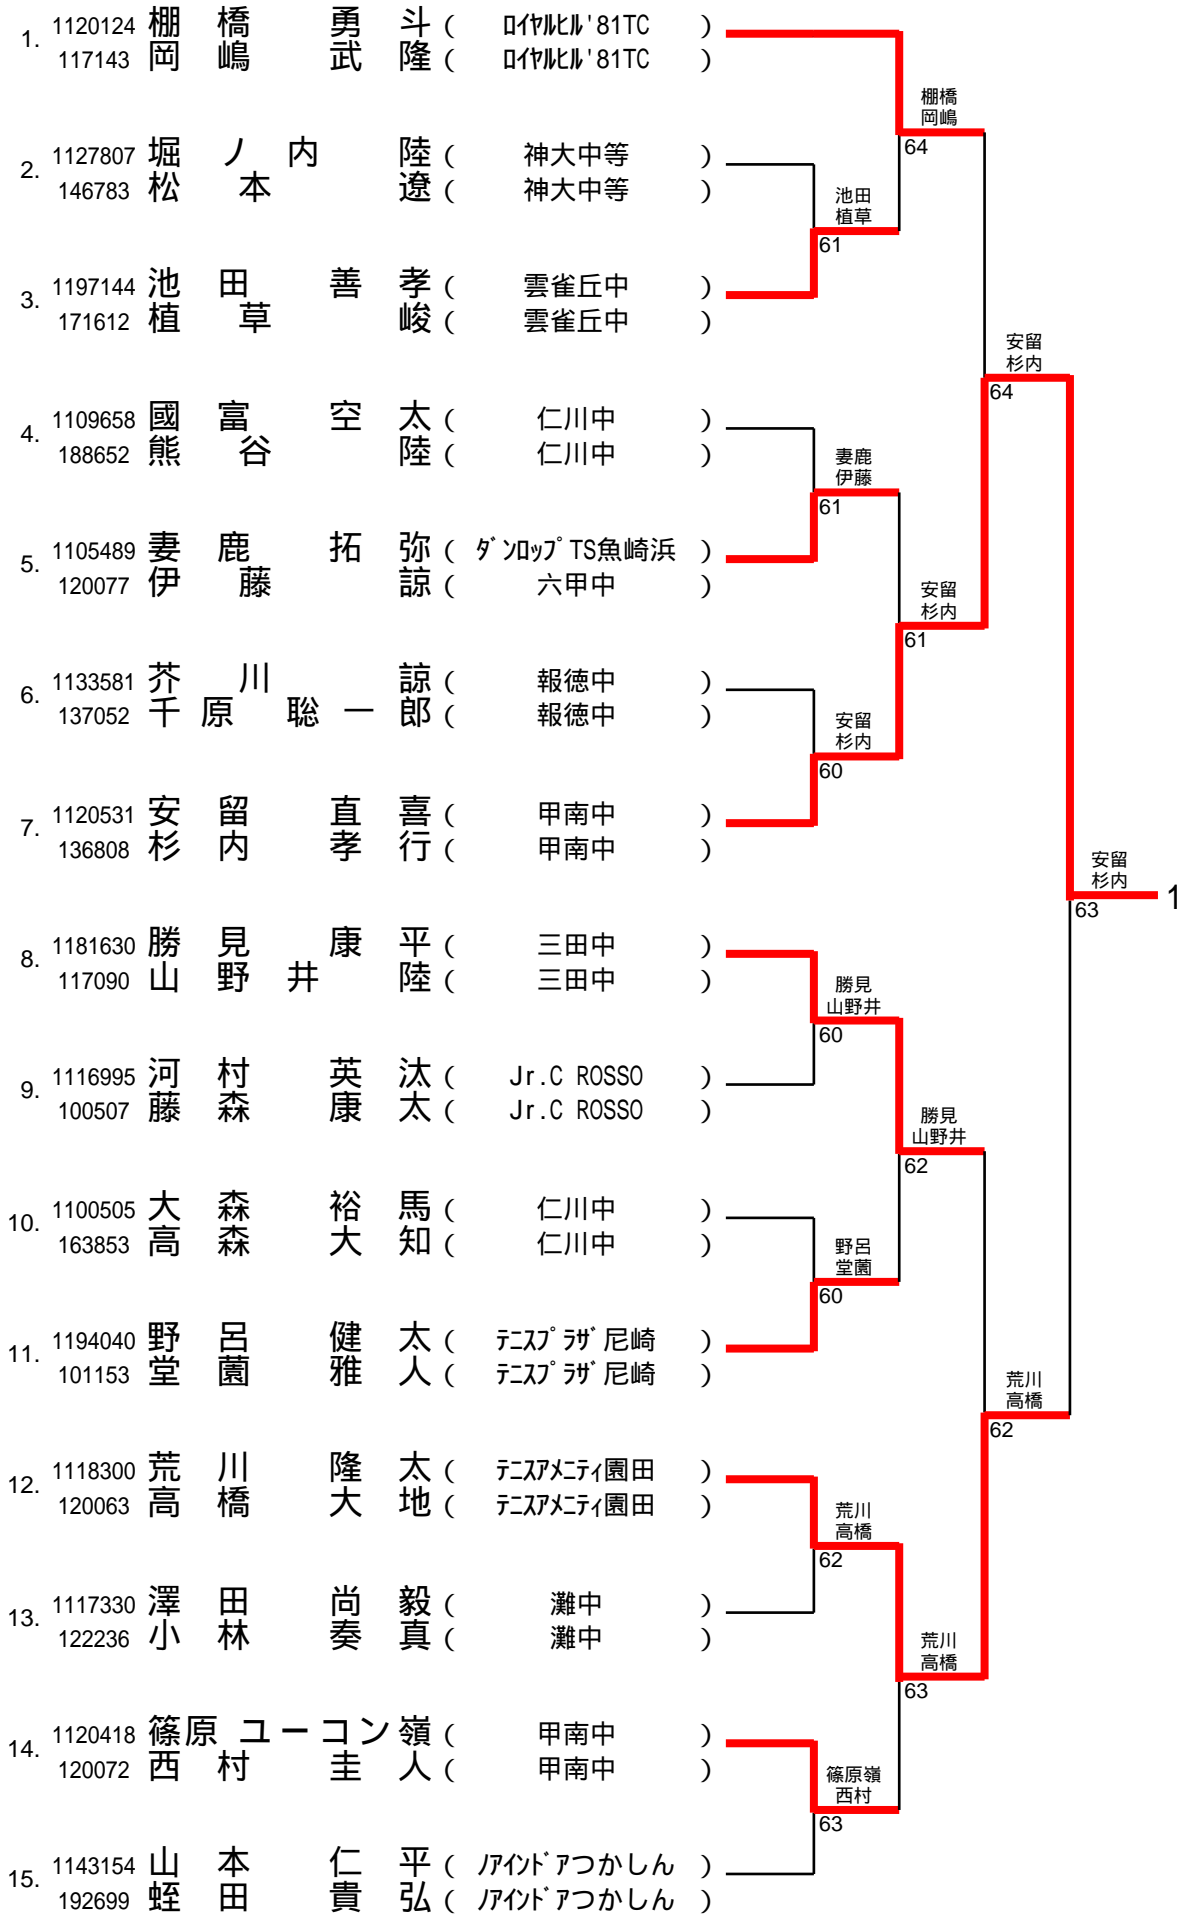 1. 1120124 棚橋 勇斗 ( ﾛｲﾔﾙﾋﾙ'81TC )
117143 岡嶋 武隆 ( ﾛｲﾔﾙﾋﾙ'81TC )
棚橋
岡嶋
64
2. 1127807 堀ノ内 陸 ( 神大中等 )
146783 松本 遼 ( 神大中等 )
池田
植草
61
3. 1197144 池田 善孝 ( 雲雀丘中 )
171612 植草 峻 ( 雲雀丘中 )
安留
杉内
64
4. 1109658 國富 空太 ( 仁川中 )
188652 熊谷 陸 ( 仁川中 )
妻鹿
伊藤
61
5. 1105489 妻鹿 拓弥 ( ﾀﾞﾝﾛｯﾌﾟTS魚崎浜 )
120077 伊藤 諒 ( 六甲中 )
安留
杉内
61
6. 1133581 芥川 諒 ( 報徳中 )
137052 千原 聡一郎 ( 報徳中 )
安留
杉内
60
7. 1120531 安留 直喜 ( 甲南中 )
136808 杉内 孝行 ( 甲南中 )
安留
杉内
63
1
8. 1181630 勝見 康平 ( 三田中 )
117090 山野井 陸 ( 三田中 )
勝見
山野井
60
9. 1116995 河村 英汰 ( Jr.C ROSSO )
100507 藤森 康太 ( Jr.C ROSSO )
勝見
山野井
62
10. 1100505 大森 裕馬 ( 仁川中 )
163853 高森 大知 ( 仁川中 )
野呂
堂薗
60
11. 1194040 野呂 健太 ( ﾃﾆｽﾌﾟﾗｻﾞ尼崎 )
101153 堂薗 雅人 ( ﾃﾆｽﾌﾟﾗｻﾞ尼崎 )
荒川
高橋
62
12. 1118300 荒川 隆太 ( ﾃﾆｽｱﾒﾆﾃｨ園田 )
120063 高橋 大地 ( ﾃﾆｽｱﾒﾆﾃｨ園田 )
荒川
高橋
62
13. 1117330 澤田 尚毅 ( 灘中 )
122236 小林 奏真 ( 灘中 )
荒川
高橋
63
14. 1120418 篠原 ユーコン嶺 ( 甲南中 )
120072 西村 圭人 ( 甲南中 )
篠原嶺
西村
63
15. 1143154 山本 仁平 ( ﾉｱｲﾝﾄﾞｱつかしん )
192699 蛭田 貴弘 ( ﾉｱｲﾝﾄﾞｱつかしん )